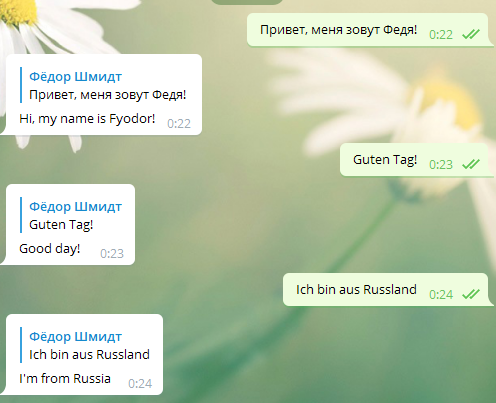 Привет, меня зовут Федя! 0:22
Фёдор Шмидт
Привет, меня зовут Федя!
Hi, my name is Fyodor! 0:22
Guten Tag! 0:23
Фёдор Шмидт
Guten Tag!
Good day! 0:23
Ich bin aus Russland 0:24
Фёдор Шмидт
Ich bin aus Russland
I'm from Russia 0:24